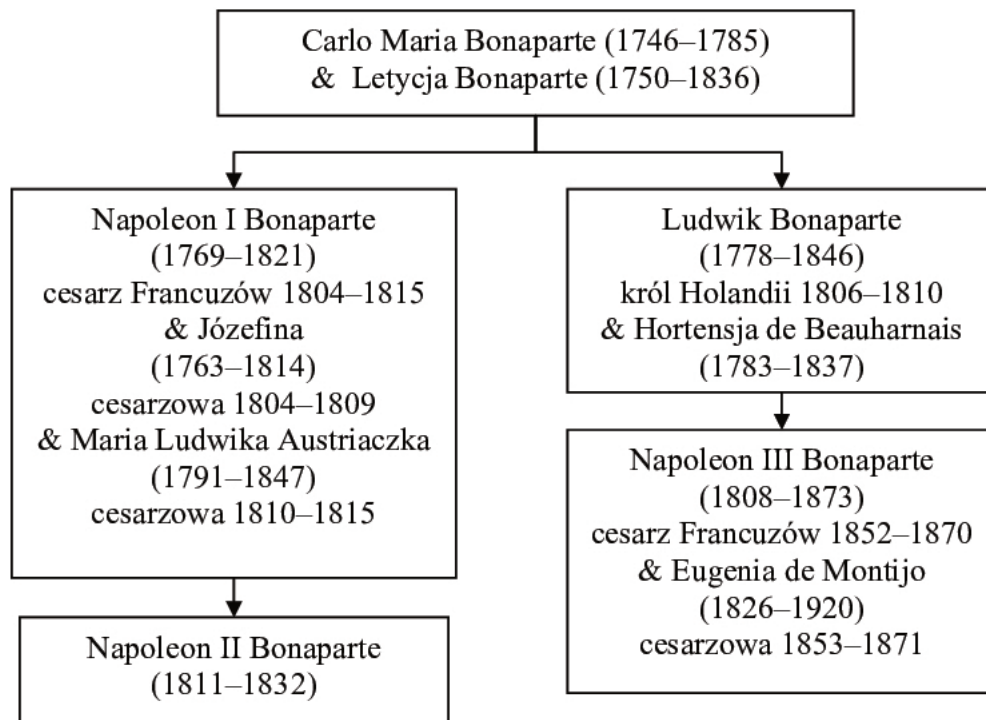 Carlo Maria Bonaparte (1746–1785)
& Letycja Bonaparte (1750–1836)
Napoleon I Bonaparte
(1769–1821)
cesarz Francuzów 1804–1815
& Józefina
(1763–1814)
cesarzowa 1804–1809
& Maria Ludwika Austriaczka
(1791–1847)
cesarzowa 1810–1815
Napoleon II Bonaparte
(1811–1832)
Ludwik Bonaparte
(1778–1846)
król Holandii 1806–1810
& Hortensja de Beauharnais
(1783–1837)
Napoleon III Bonaparte
(1808–1873)
cesarz Francuzów 1852–1870
& Eugenia de Montijo
(1826–1920)
cesarzowa 1853–1871